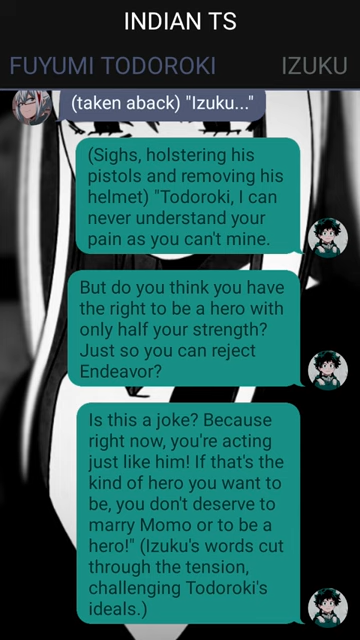 INDIAN TS
FUYUMI TODOROKI IZUKU
(taken aback) "Izuku..."
(Sighs, holstering his
pistols and removing his
helmet) "Todoroki, I can
never understand your
pain as you can't mine.
But do you think you have
the right to be a hero with
only half your strength?
Just so you can reject
Endeavor?
Is this a joke? Because
right now, you're acting
just like him! If that's the
kind of hero you want to
be, you don't deserve to
marry Momo or to be a
hero!" (Izuku's words cut
through the tension,
challenging Todoroki's
ideals.)